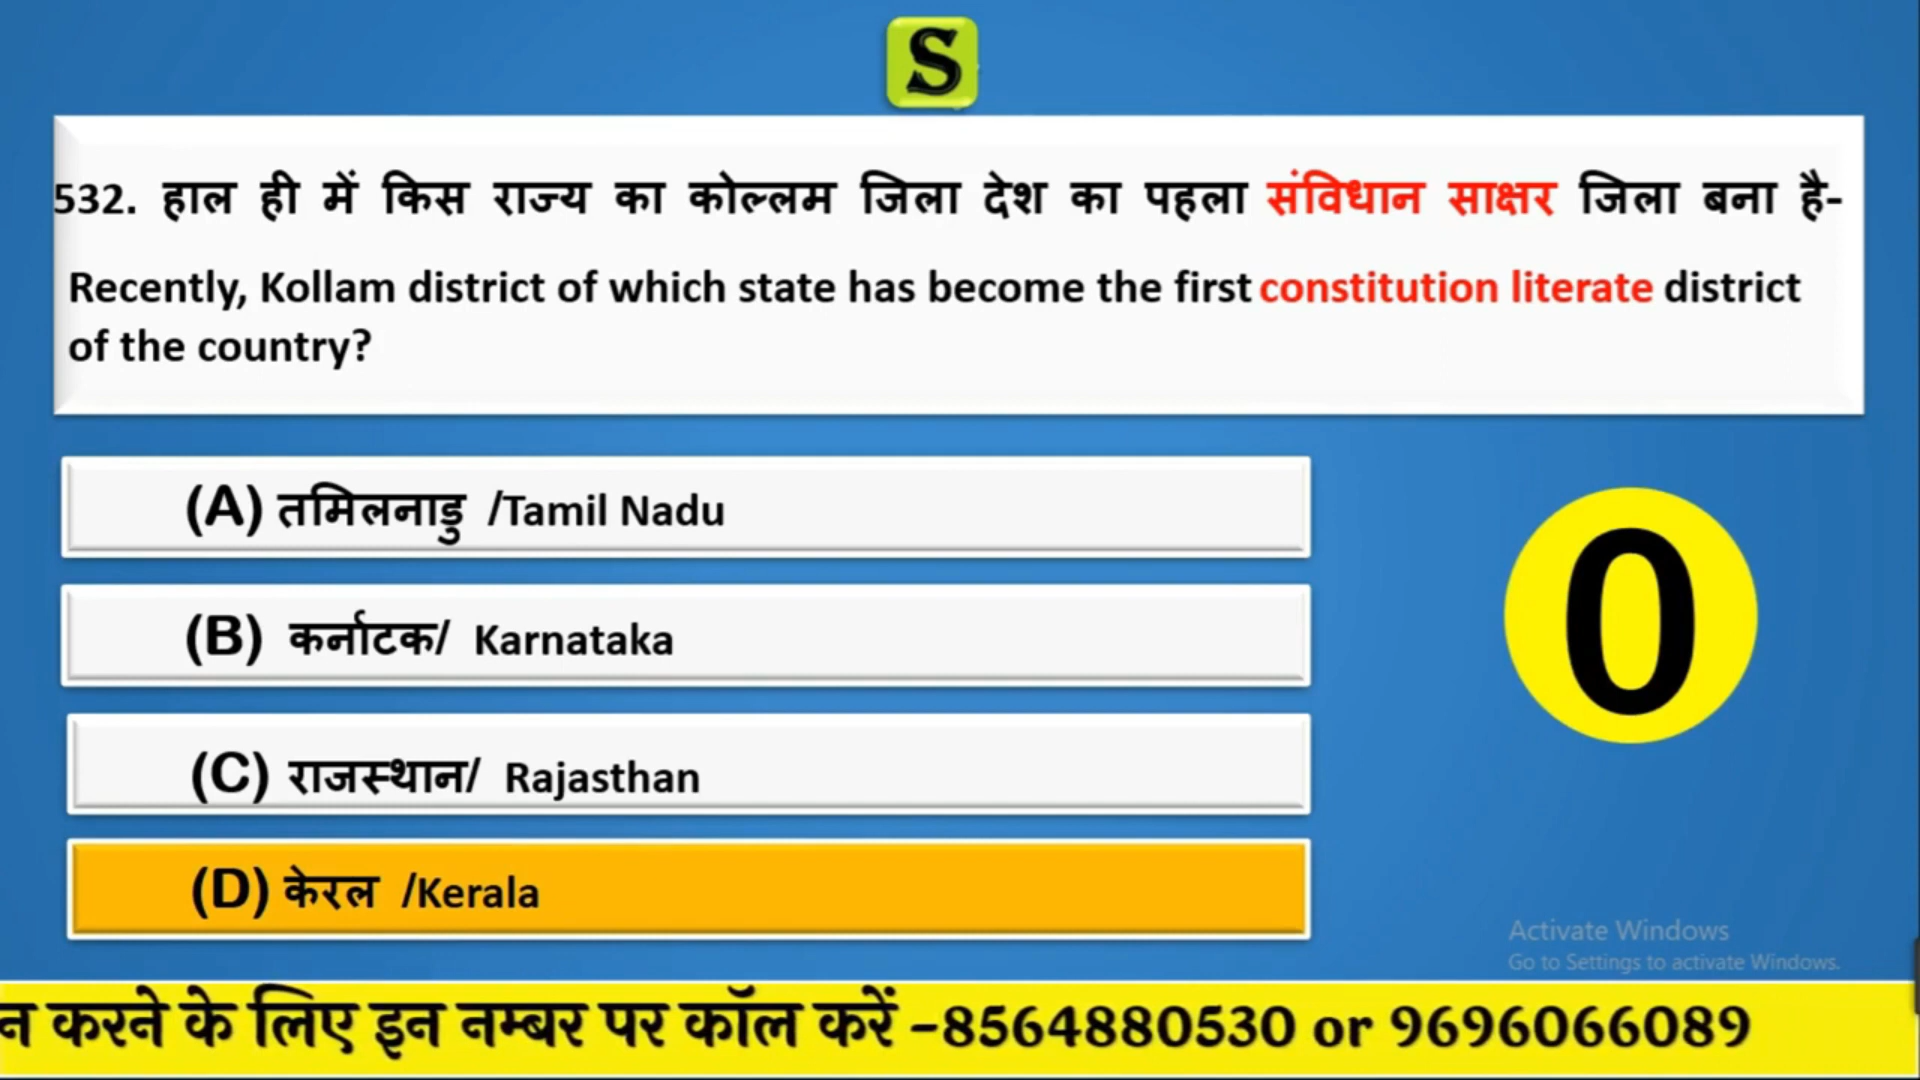 S
532. हाल ही में किस राज्य का कोल्लम जिला देश का पहला संविधान साक्षर जिला बना है-
Recently, Kollam district of which state has become the first constitution literate district
of the country?
(A) तमिलनाडु /Tamil Nadu
(B) कर्नाटक/ Karnataka
0
(C) राजस्थान/ Rajasthan
(D) केरल /Kerala
Activate Windows
Go to Settings to activate Windows.
न करने के लिए इन नम्बर पर कॉल करें -8564880530 or 9696066089